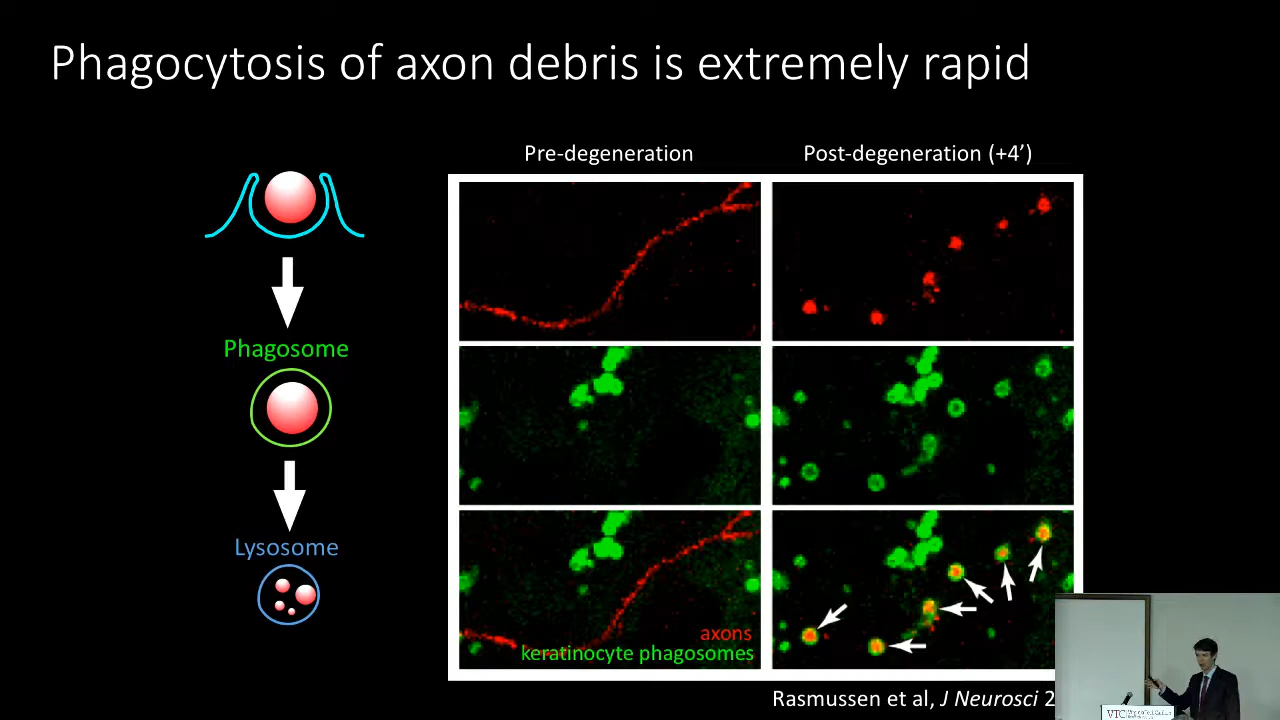 Phagocytosis of axon debris is extremely rapid
Pre-degeneration
Post-degeneration (+4’)
Phagosome
Lysosome
axons
keratinocyte phagosomes
Rasmussen et al, J Neurosci 2
VTC